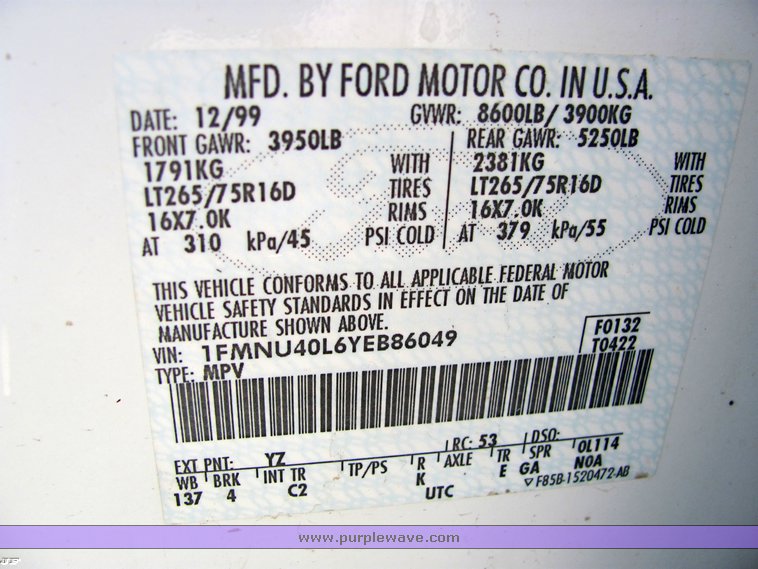 MFD. BY FORD MOTOR CO. IN U.S.A.
DATE: 12/99 GVWR: 8600LB/ 3900KG
FRONT GAWR: 3950LB REAR GAWR: 5250LB
1791KG WITH 2381KG WITH
LT265/75R16D TIRES LT265/75R16D TIRES
16X7.0K RIMS 16X7.0K RIMS
AT 310 kPa/45 PSI COLD AT 379 kPa/55 PSI COLD
THIS VEHICLE CONFORMS TO ALL APPLICABLE FEDERAL MOTOR
VEHICLE SAFETY STANDARDS IN EFFECT ON THE DATE OF
MANUFACTURE SHOWN ABOVE.
VIN: 1FMNU40L6YEB86049 F0132
TYPE: MPV T0422
EXT PNT: YZ RC: 53 DSO:
WB BRK INT TR TP/PS R AXLE TR SPR 0L114
137 4 C2 K UTC E GA N0A
F85B-1520472-AB
www.purplewave.com